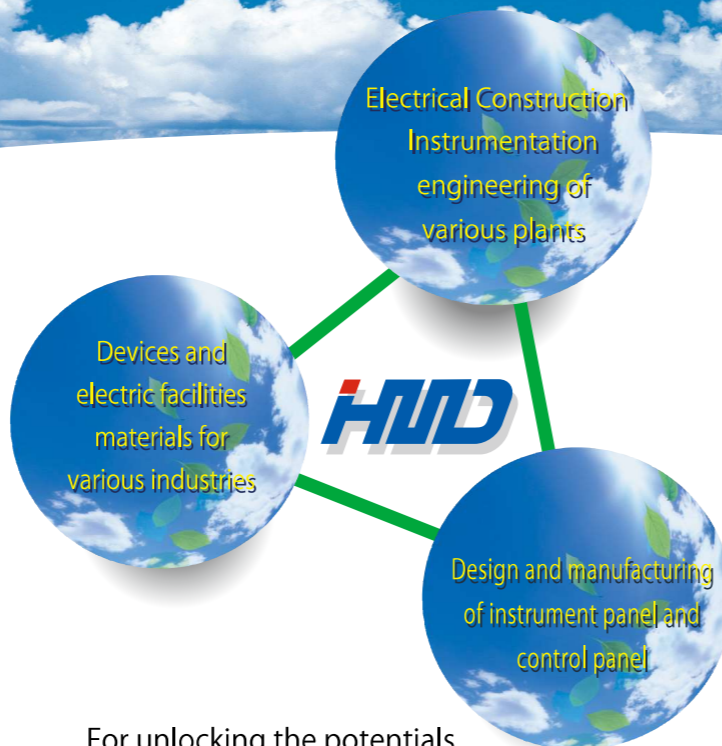 Electrical Construction
Instrumentation
engineering of
various plants
Devices and
electric facilities
materials for
various industries
Design and manufacturing
of instrument panel and
control panel
For unlocking the potentials